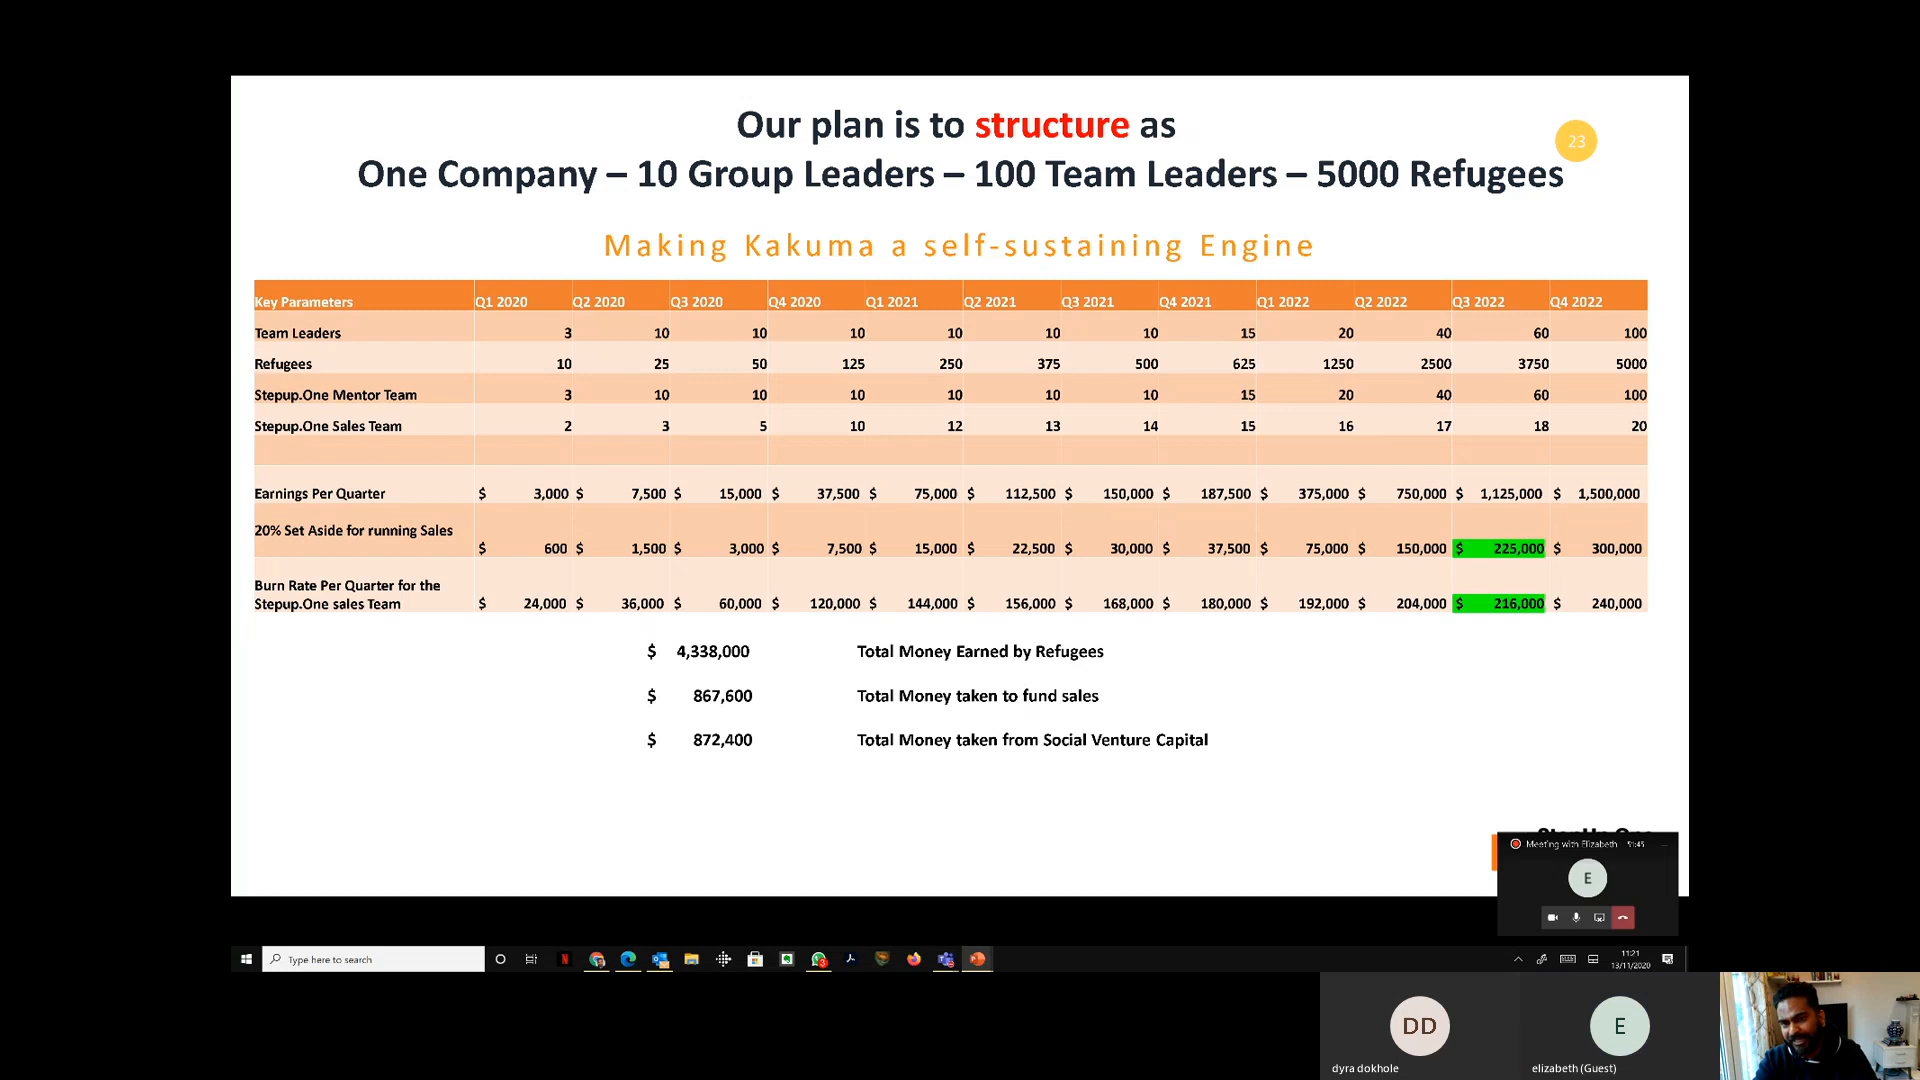 Our plan is to structure as
23
One Company – 10 Group Leaders – 100 Team Leaders – 5000 Refugees
Making Kakuma a self-sustaining Engine
Key Parameters Q1 2020 Q2 2020 Q3 2020 Q4 2020 Q1 2021 Q2 2021 Q3 2021 Q4 2021 Q1 2022 Q2 2022 Q3 2022 Q4 2022
Team Leaders 3 10 10 10 10 10 10 15 20 40 60 100
Refugees 10 25 50 125 250 375 500 625 1250 2500 3750 5000
Stepup.One Mentor Team 3 10 10 10 10 10 10 15 20 40 60 100
Stepup.One Sales Team 2 3 5 10 12 13 14 15 16 17 18 20
Earnings Per Quarter $ 3,000 $ 7,500 $ 15,000 $ 37,500 $ 75,000 $ 112,500 $ 150,000 $ 187,500 $ 375,000 $ 750,000 $ 1,125,000 $ 1,500,000
20% Set Aside for running Sales
$ 600 $ 1,500 $ 3,000 $ 7,500 $ 15,000 $ 22,500 $ 30,000 $ 37,500 $ 75,000 $ 150,000 $ 225,000 $ 300,000
Burn Rate Per Quarter for the
Stepup.One sales Team $ 24,000 $ 36,000 $ 60,000 $ 120,000 $ 144,000 $ 156,000 $ 168,000 $ 180,000 $ 192,000 $ 204,000 $ 216,000 $ 240,000
$ 4,338,000 Total Money Earned by Refugees
$ 867,600 Total Money taken to fund sales
$ 872,400 Total Money taken from Social Venture Capital
Meeting with Elizabeth
E
Type here to search
11:21
13/11/2020
DD
E
dyra dokhole
elizabeth (Guest)